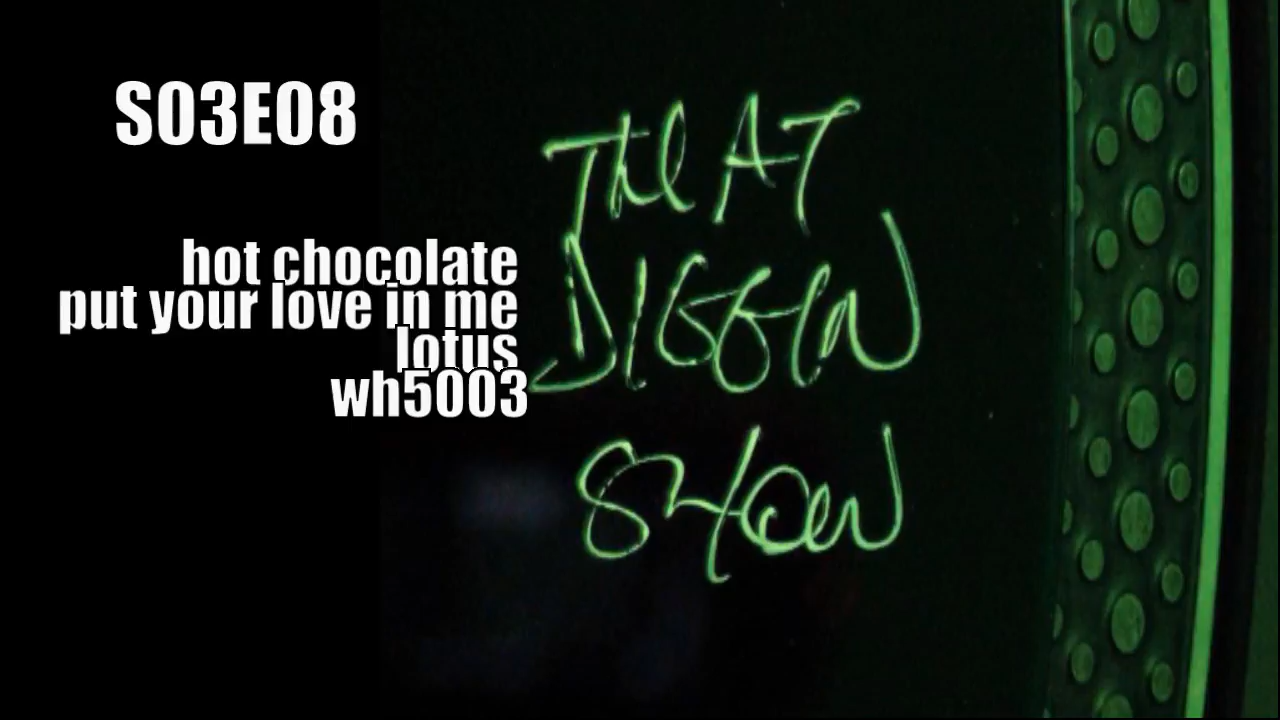 S03E08
hot chocolate
put your love in me
lotus
wh5003
The AT
DIGGIN
SHOW